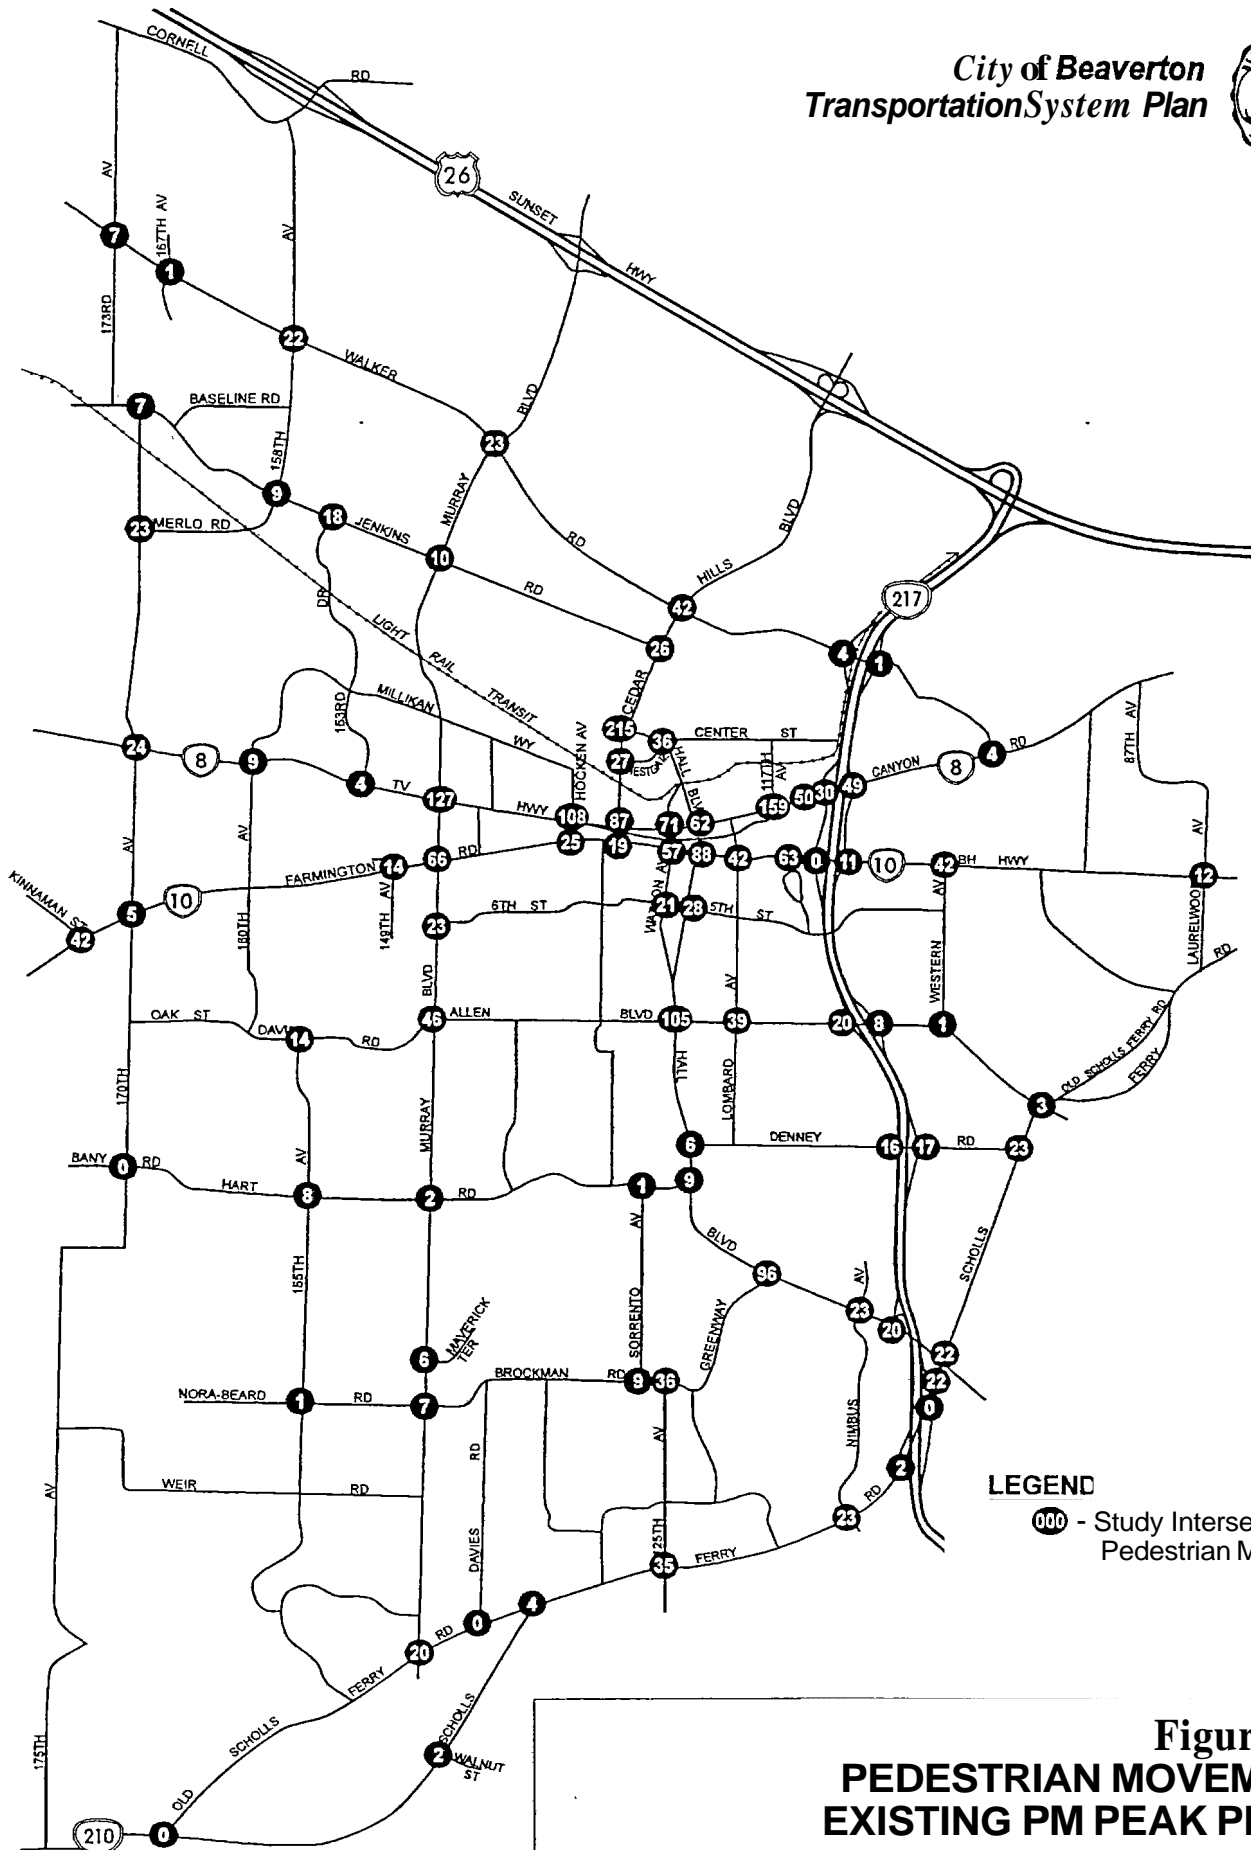 City of Beaverton
TransportationSystem Plan
CORNELL
RD
26
SUNSET
HWY
AV
167TH AV
AV
7
1
173RD
22
WALKER
BLVD
BASELINE RD
7
158TH
23
MURRAY
9
18
JENKINS
RD
BLVD
23
MERLO RD
10
RD
HILLS
DR
217
LIGHT
RAIL
TRANSIT
42
26
4
1
CEDAR
MILLIKAN
WY
153RD
HOCKEN AV
215
36
CENTER ST
27
HALL
BLV
117TH
AV
87TH AV
24
8
9
4
TV
127
HWY
108
87
71
62
159
50
30
49
CANYON
8
4
RD
25
19
57
88
42
63
0
11
10
42
BH HWY
12
AV
AV
66
RD
14
FARMINGTON
10
KINNAMAN ST
42
5
160TH
AV
149TH
AV
23
6TH ST
21
28
5TH ST
AV
WESTERN
LAURELWOOD
RD
BLVD
AV
OAK ST
14
RD
46
ALLEN
BLVD
105
39
20
8
1
HALL
LOMBARD
OLD SCHOLLS FERRY RD
FERRY
3
170TH
MURRAY
BANY
0
RD
HART
AV
8
2
RD
1
6
9
DENNEY
16
17
RD
23
AV
BLVD
155TH
96
AV
23
20
SCHOLLS
MAVERICK
TER
6
SORRENTO
GREENWAY
22
22
0
NORA-BEARD
1
RD
7
BROCKMAN
RD
9
36
AV
NIMBUS
2
AV
WEIR
RD
RD
DAVIES
125TH
RD
23
LEGEND
000 - Study Interse
Pedestrian M
35
FERRY
4
0
RD
20
FERRY
SCHOLLS
OLD
SCHOLLS
2
WALNUT
ST
175TH
210
0
Figur
PEDESTRIAN MOVEM
EXISTING PM PEAK P